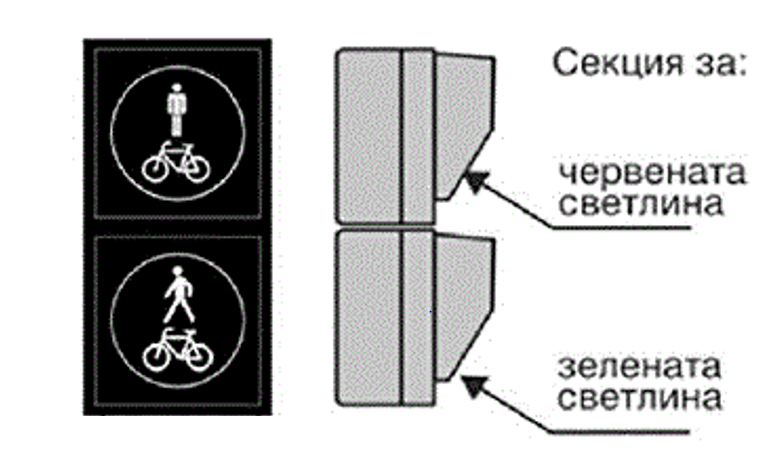 Секция за:
червената
светлина
зелената
светлина